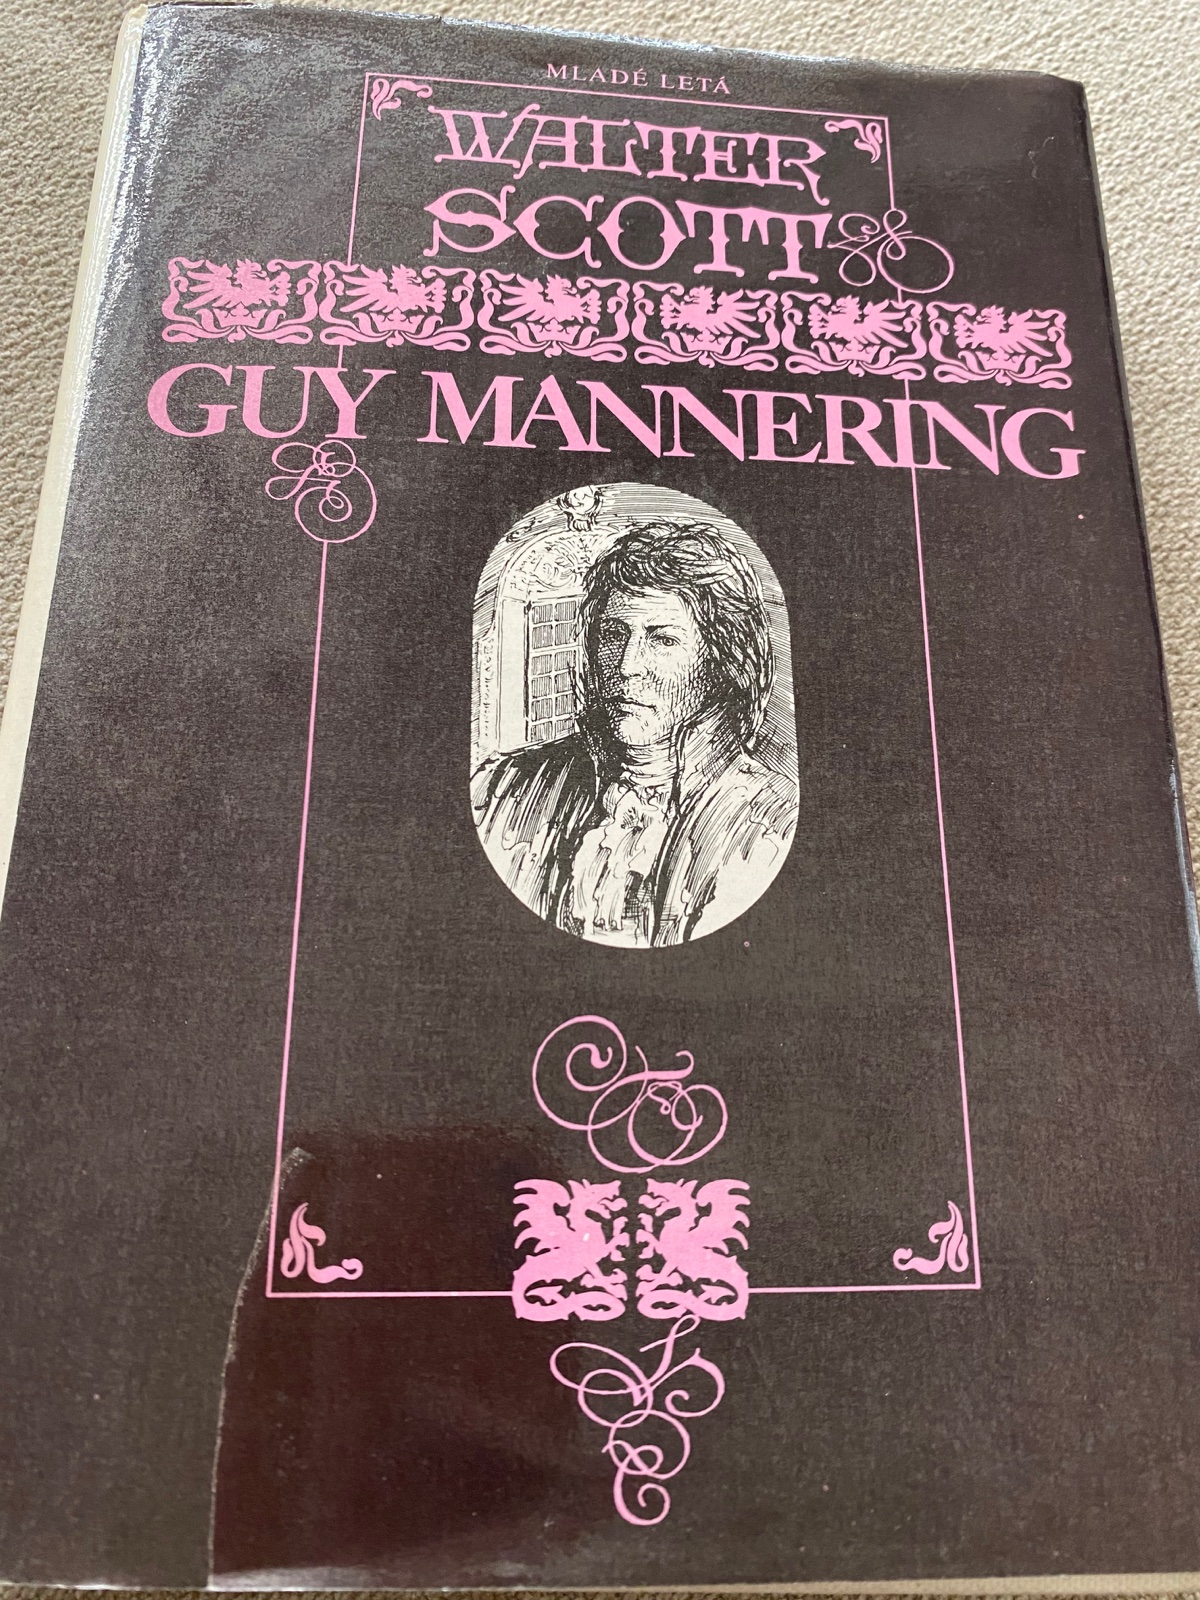 MLADÉ LETÁ
WALTER
SCOTT
GUY MANNERING